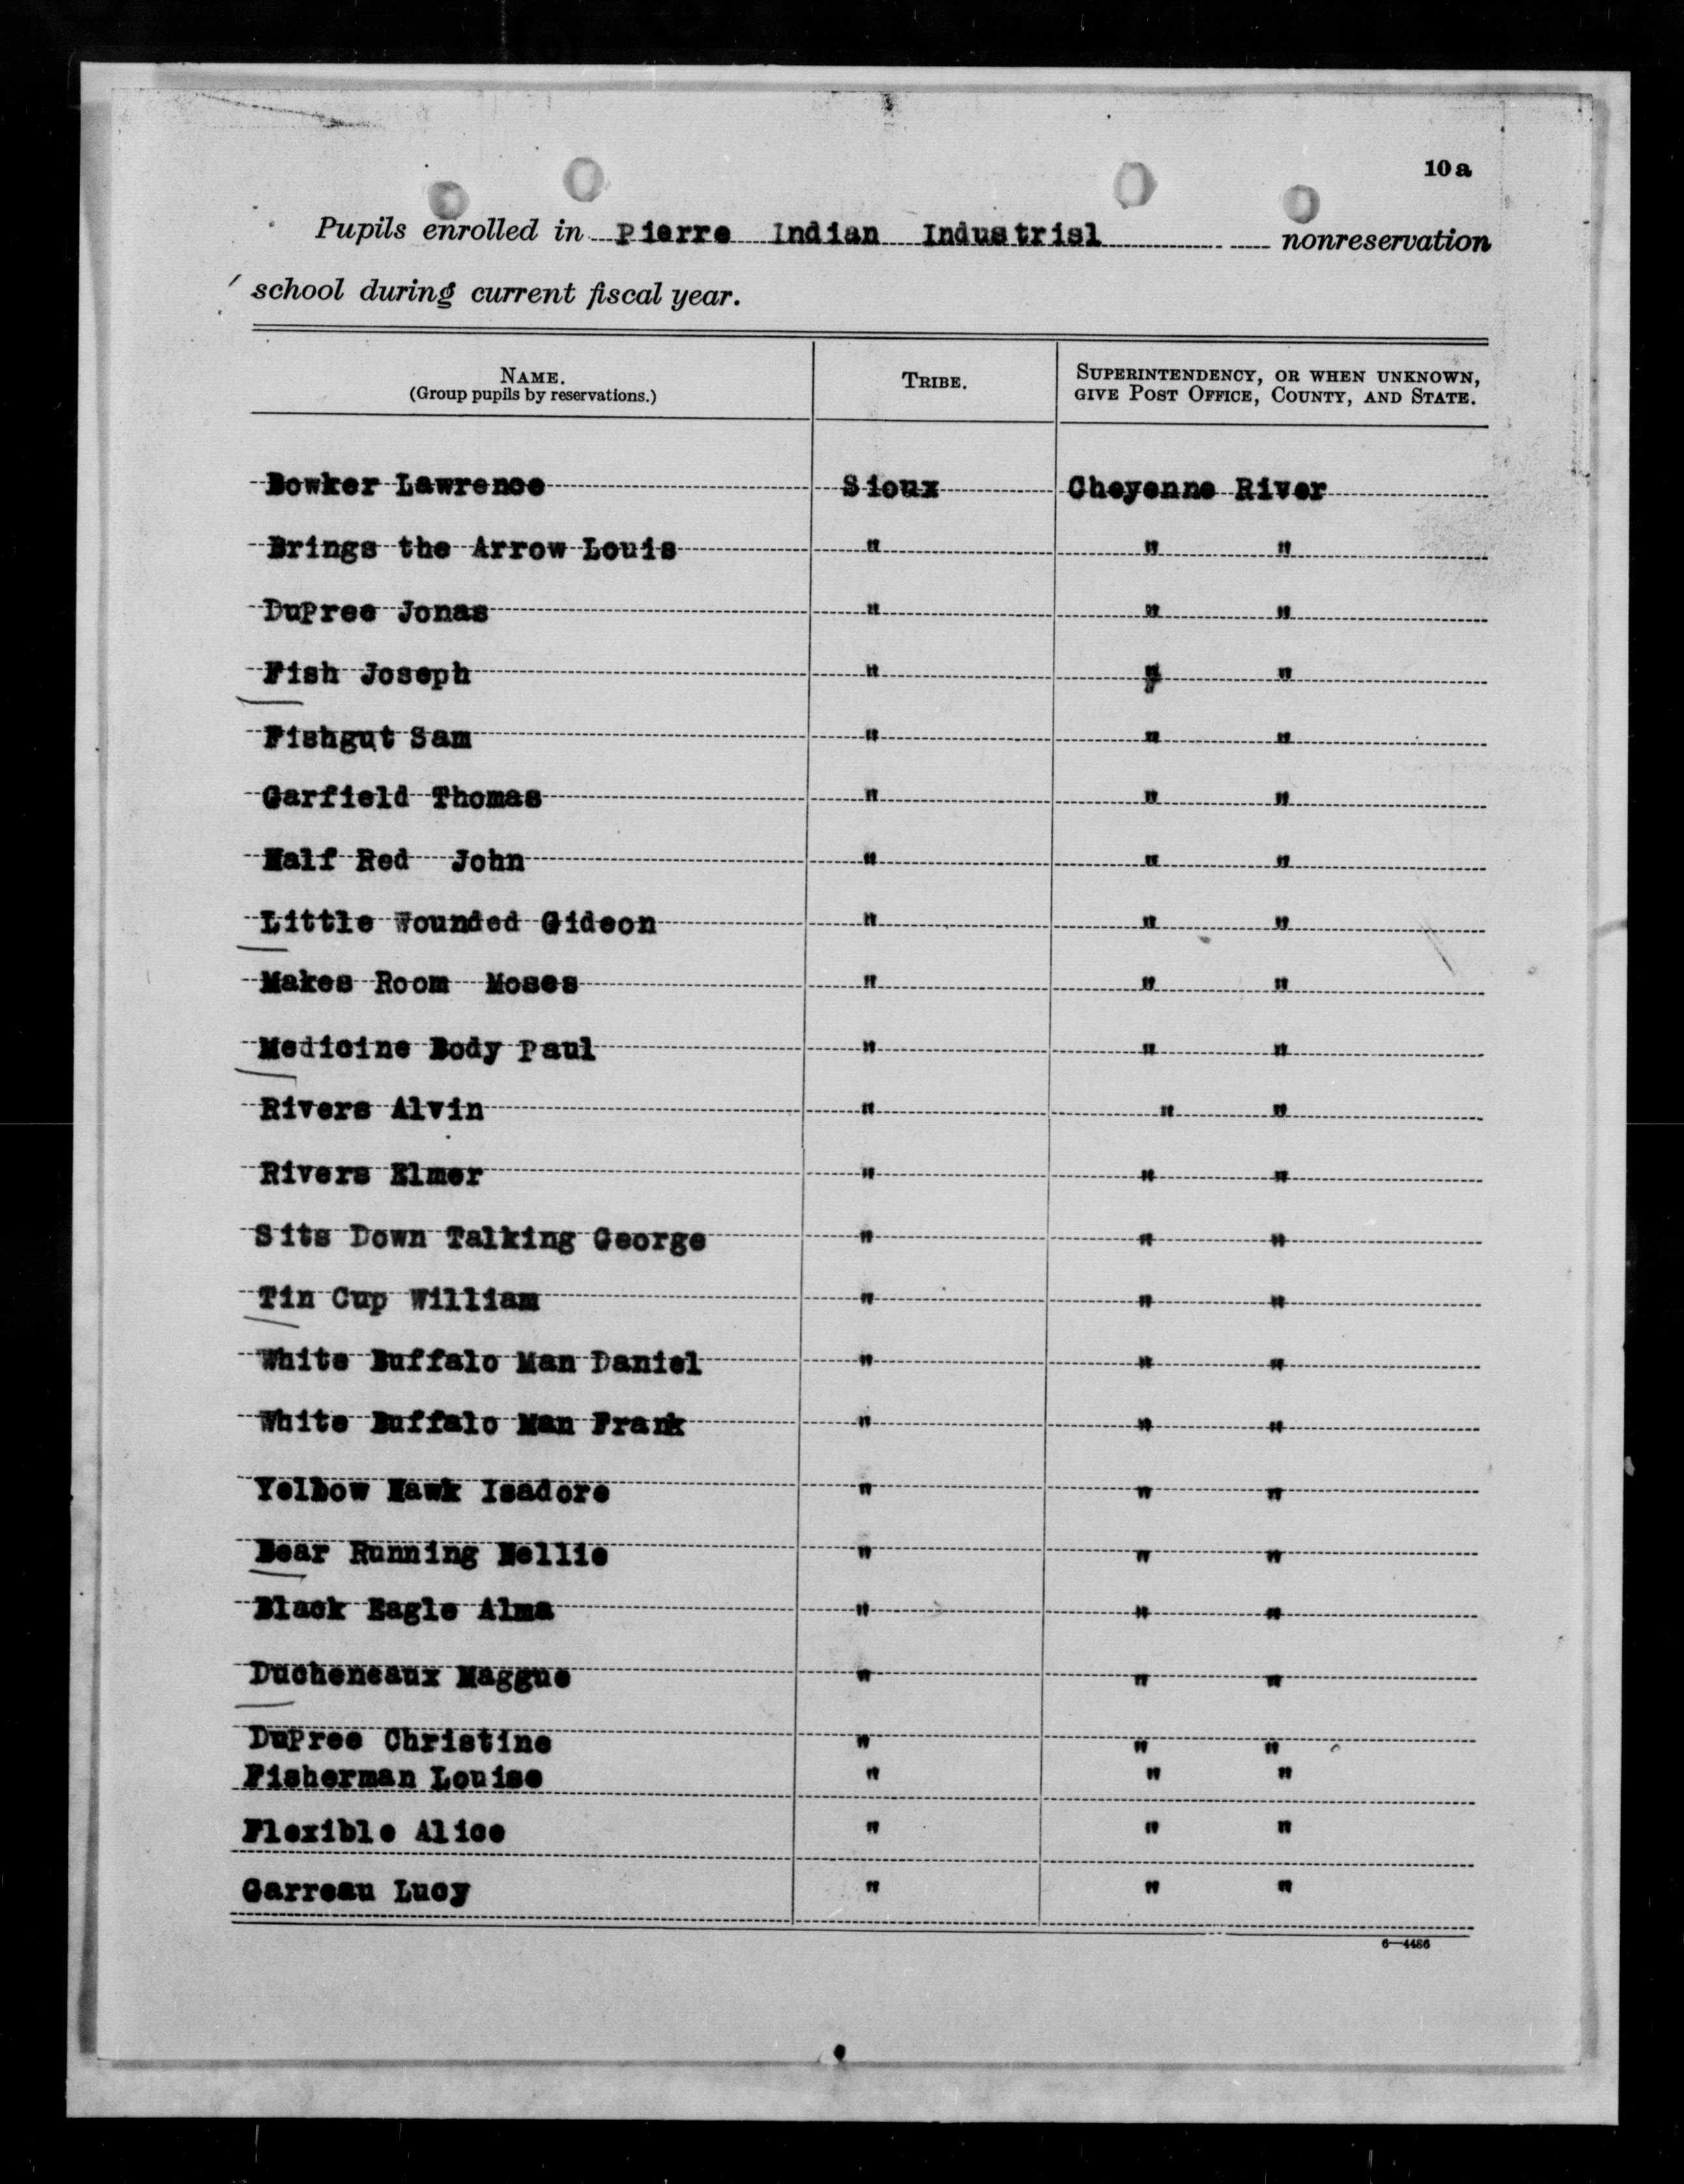 10a
Pupils enrolled in Pierre Indian Industrisl nonreservation
school during current fiscal year.
NAME. TRIBE. SUPERINTENDENCY, OR WHEN UNKNOWN,
(Group pupils by reservations.) GIVE POST OFFICE, COUNTY, AND STATE.
Bowker Lawrence Sioux Cheyenne River
Brings the Arrow Louis " " "
DuPree Jonas " " "
Fish Joseph " " "
Fishgut Sam " " "
Garfield Thomas " " "
Half Red John " " "
Little Wounded Gideon " " "
Makes Room Moses " " "
Medicine Body Paul " " "
Rivers Alvin " " "
Rivers Elmer " " "
Sits Down Talking George " " "
Tin Cup William " " "
White Buffalo Man Daniel " " "
White Buffalo Man Frank " " "
Yellow Hawk Isadore " " "
Bear Running Nellie " " "
Black Eagle Alma " " "
Ducheneaux Maggue " " "
DuPree Christine " " "
Fisherman Louise " " "
Flexible Alice " " "
Garreau Lucy " " "
6—4486